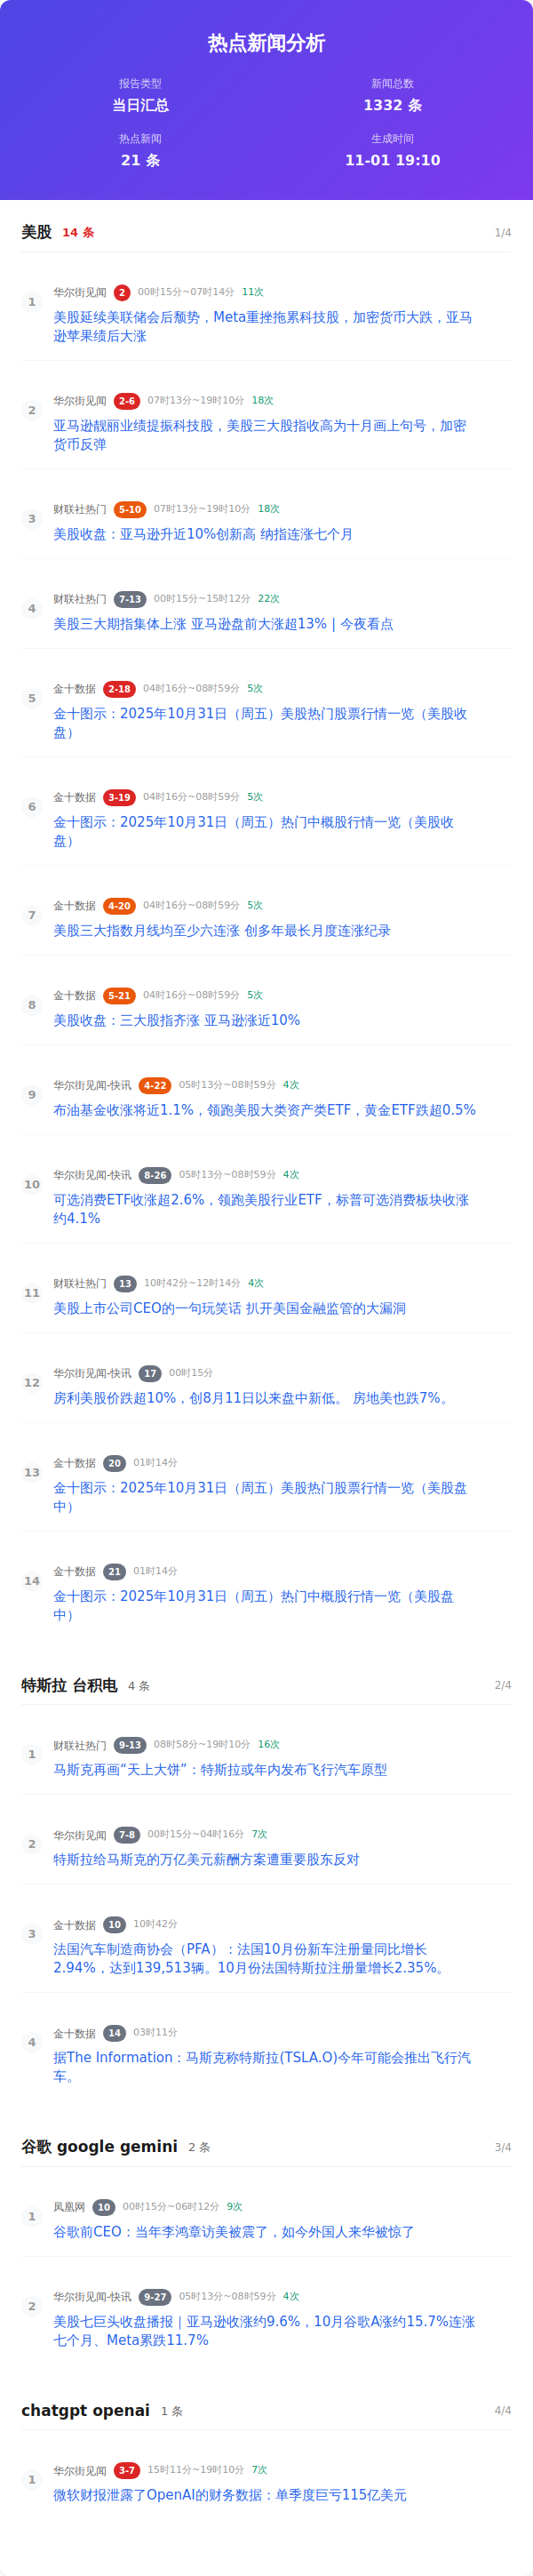 热点新闻分析
报告类型
当日汇总
新闻总数
1332 条
热点新闻
21 条
生成时间
11-01 19:10
美股 14 条 1/4
1 华尔街见闻 2 00时15分~07时14分 11次
美股延续美联储会后颓势，Meta重挫拖累科技股，加密货币大跌，亚马
逊苹果绩后大涨
2 华尔街见闻 2-6 07时13分~19时10分 18次
亚马逊靓丽业绩提振科技股，美股三大股指收高为十月画上句号，加密
货币反弹
3 财联社热门 5-10 07时13分~19时10分 18次
美股收盘：亚马逊升近10%创新高 纳指连涨七个月
4 财联社热门 7-13 00时15分~15时12分 22次
美股三大期指集体上涨 亚马逊盘前大涨超13% | 今夜看点
5 金十数据 2-18 04时16分~08时59分 5次
金十图示：2025年10月31日（周五）美股热门股票行情一览（美股收
盘）
6 金十数据 3-19 04时16分~08时59分 5次
金十图示：2025年10月31日（周五）热门中概股行情一览（美股收
盘）
7 金十数据 4-20 04时16分~08时59分 5次
美股三大指数月线均至少六连涨 创多年最长月度连涨纪录
8 金十数据 5-21 04时16分~08时59分 5次
美股收盘：三大股指齐涨 亚马逊涨近10%
9 华尔街见闻-快讯 4-22 05时13分~08时59分 4次
布油基金收涨将近1.1%，领跑美股大类资产类ETF，黄金ETF跌超0.5%
10 华尔街见闻-快讯 8-26 05时13分~08时59分 4次
可选消费ETF收涨超2.6%，领跑美股行业ETF，标普可选消费板块收涨
约4.1%
11 财联社热门 13 10时42分~12时14分 4次
美股上市公司CEO的一句玩笑话 扒开美国金融监管的大漏洞
12 华尔街见闻-快讯 17 00时15分
房利美股价跌超10%，创8月11日以来盘中新低。 房地美也跌7%。
13 金十数据 20 01时14分
金十图示：2025年10月31日（周五）美股热门股票行情一览（美股盘
中）
14 金十数据 21 01时14分
金十图示：2025年10月31日（周五）热门中概股行情一览（美股盘
中）
特斯拉 台积电 4 条 2/4
1 财联社热门 9-13 08时58分~19时10分 16次
马斯克再画“天上大饼”：特斯拉或年内发布飞行汽车原型
2 华尔街见闻 7-8 00时15分~04时16分 7次
特斯拉给马斯克的万亿美元薪酬方案遭重要股东反对
3 金十数据 10 10时42分
法国汽车制造商协会（PFA）：法国10月份新车注册量同比增长
2.94%，达到139,513辆。10月份法国特斯拉注册量增长2.35%。
4 金十数据 14 03时11分
据The Information：马斯克称特斯拉(TSLA.O)今年可能会推出飞行汽
车。
谷歌 google gemini 2 条 3/4
1 凤凰网 10 00时15分~06时12分 9次
谷歌前CEO：当年李鸿章访美被震了，如今外国人来华被惊了
2 华尔街见闻-快讯 9-27 05时13分~08时59分 4次
美股七巨头收盘播报｜亚马逊收涨约9.6%，10月谷歌A涨约15.7%连涨
七个月、Meta累跌11.7%
chatgpt openai 1 条 4/4
1 华尔街见闻 3-7 15时11分~19时10分 7次
微软财报泄露了OpenAI的财务数据：单季度巨亏115亿美元